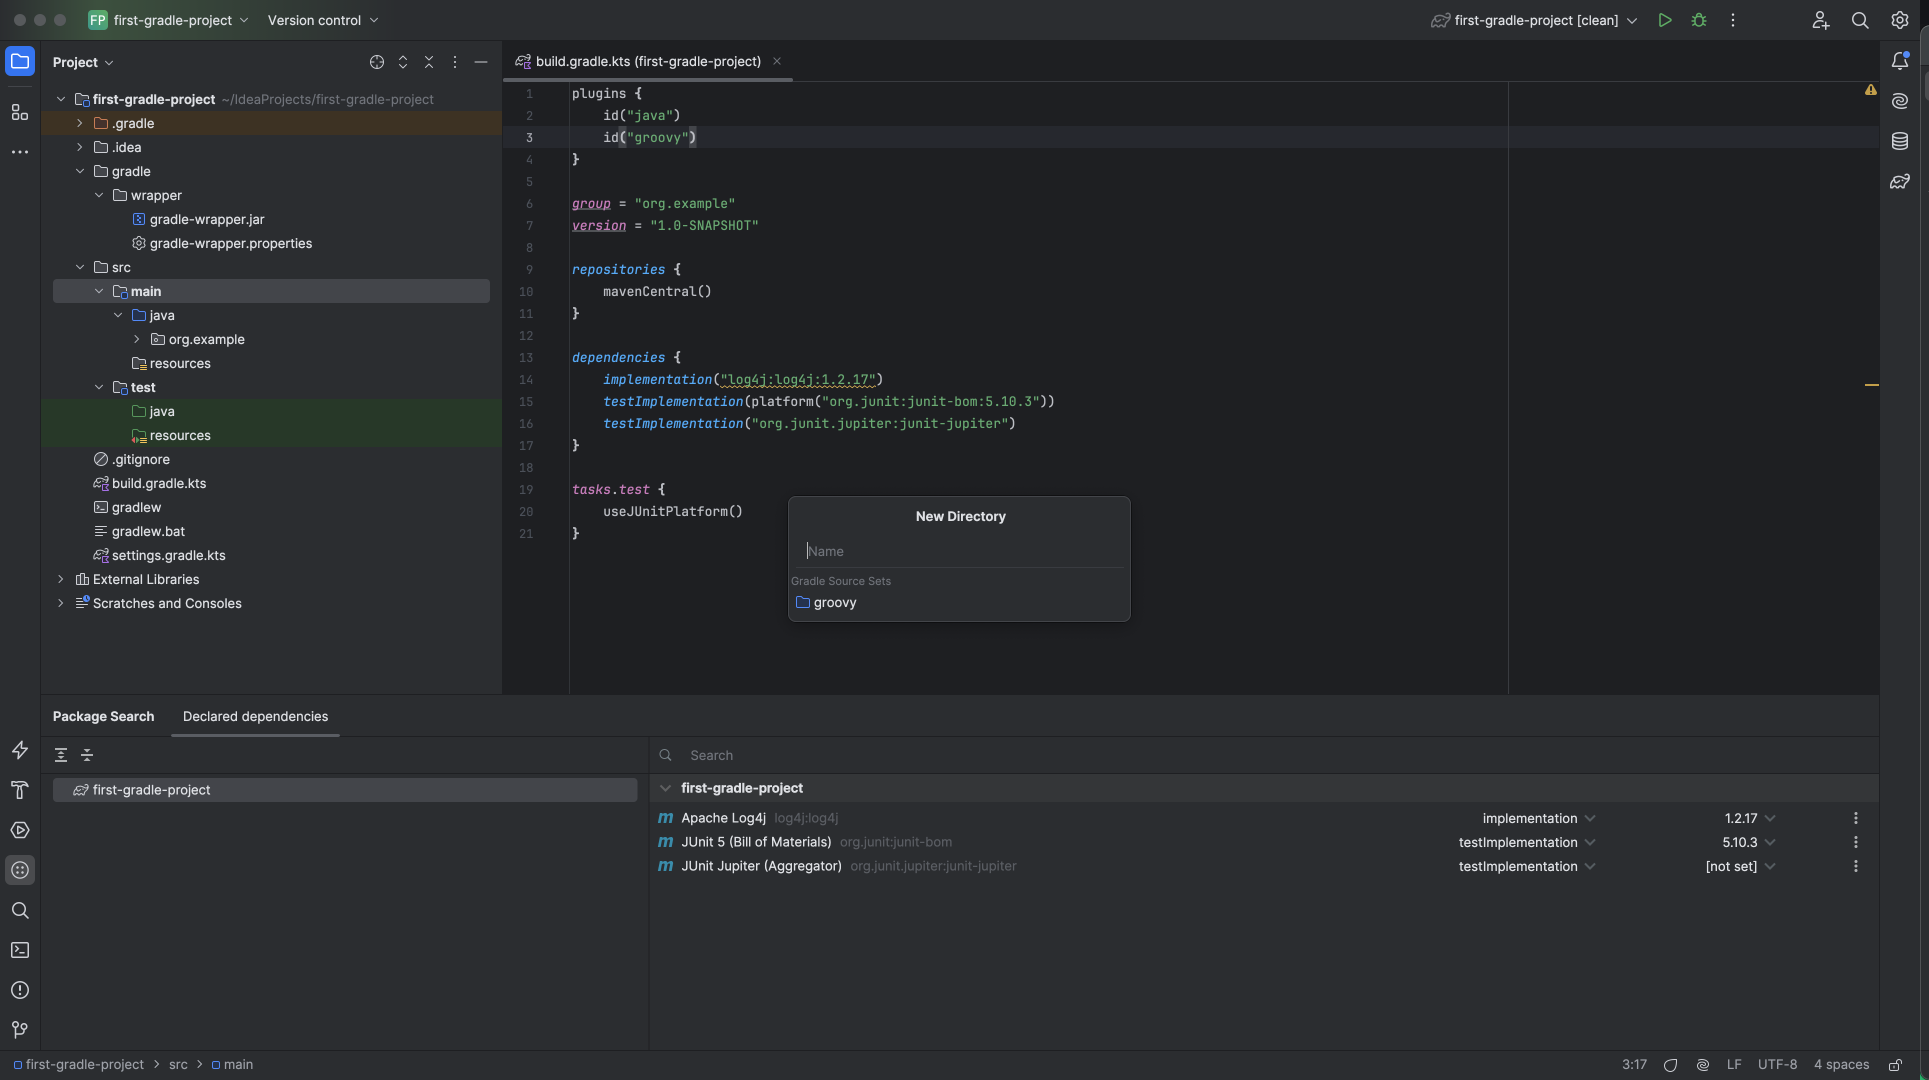 FP first-gradle-project Version control first-gradle-project [clean]
Project
build.gradle.kts (first-gradle-project)
first-gradle-project ~/IdeaProjects/first-gradle-project
.gradle
.idea
gradle
wrapper
gradle-wrapper.jar
gradle-wrapper.properties
src
main
java
org.example
resources
test
java
resources
.gitignore
build.gradle.kts
gradlew
gradlew.bat
settings.gradle.kts
External Libraries
Scratches and Consoles
1 plugins {
2 id("java")
3 id("groovy")
4 }
5
6 group = "org.example"
7 version = "1.0-SNAPSHOT"
8
9 repositories {
10 mavenCentral()
11 }
12
13 dependencies {
14 implementation("log4j:log4j:1.2.17")
15 testImplementation(platform("org.junit:junit-bom:5.10.3"))
16 testImplementation("org.junit.jupiter:junit-jupiter")
17 }
18
19 tasks.test {
20 useJUnitPlatform()
21 }
New Directory
Name
Gradle Source Sets
groovy
Package Search Declared dependencies
Search
first-gradle-project
first-gradle-project
Apache Log4j log4j:log4j implementation 1.2.17
JUnit 5 (Bill of Materials) org.junit:junit-bom testImplementation 5.10.3
JUnit Jupiter (Aggregator) org.junit.jupiter:junit-jupiter testImplementation [not set]
first-gradle-project > src > main 3:17 LF UTF-8 4 spaces